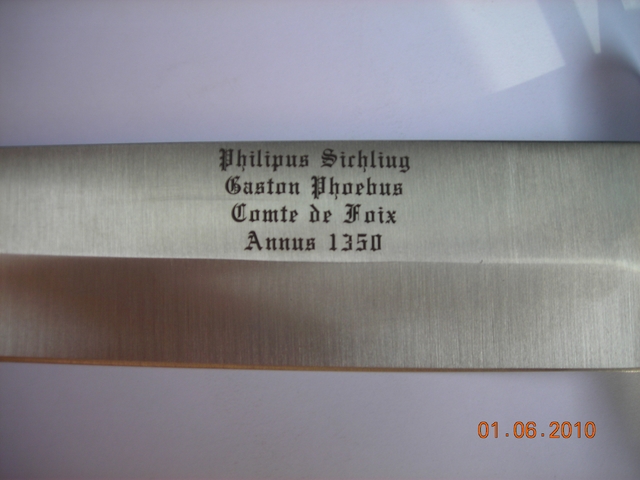 Philipus Sichling
Gaston Phoebus
Comte de Foix
Annus 1350
01.06.2010